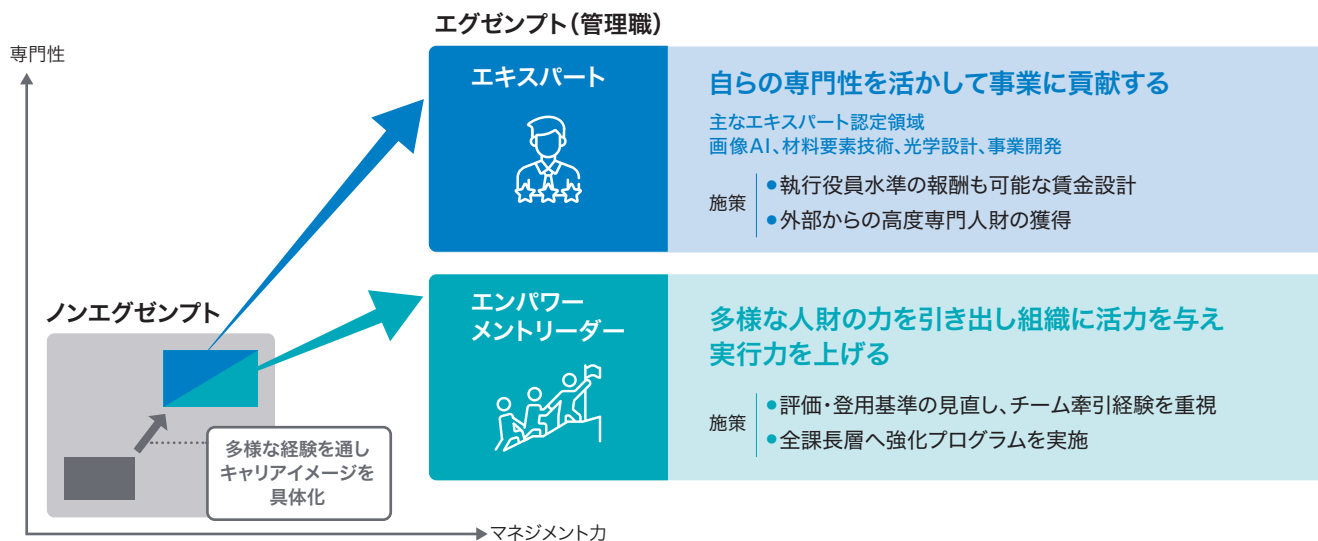 エグゼンプト(管理職)
専門性
エキスパート
自らの専門性を活かして事業に貢献する
主なエキスパート認定領域
画像AI、材料要素技術、光学設計、事業開発
施策
●執行役員水準の報酬も可能な賃金設計
●外部からの高度専門人財の獲得
ノンエグゼンプト
エンパワー
メントリーダー
多様な人財の力を引き出し組織に活力を与え
実行力を上げる
施策
●評価・登用基準の見直し、チーム牽引経験を重視
●全課長層へ強化プログラムを実施
多様な経験を通し
キャリアイメージを
具体化
マネジメント力